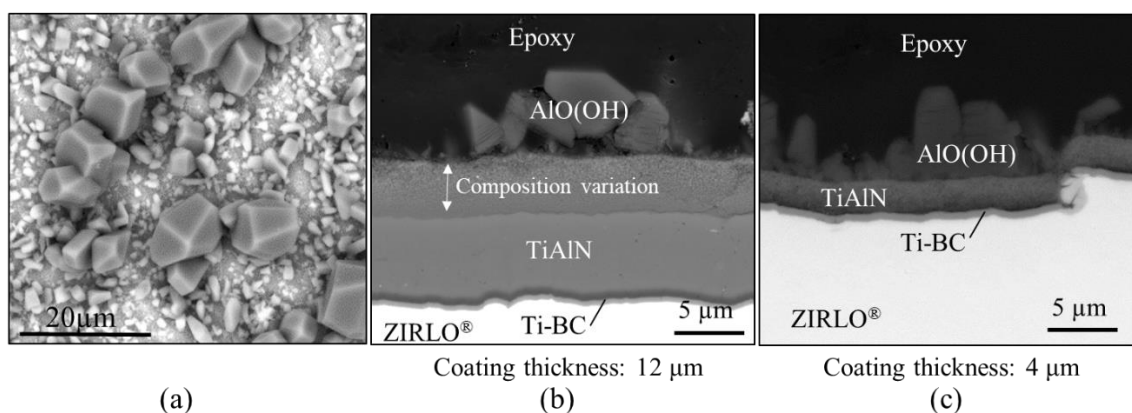 20µm
(a)
Epoxy
AlO(OH)
Composition variation
TiAlN
Ti-BC
ZIRLO®
5 µm
Coating thickness: 12 µm
(b)
Epoxy
AlO(OH)
TiAlN
Ti-BC
ZIRLO®
5 µm
Coating thickness: 4 µm
(c)